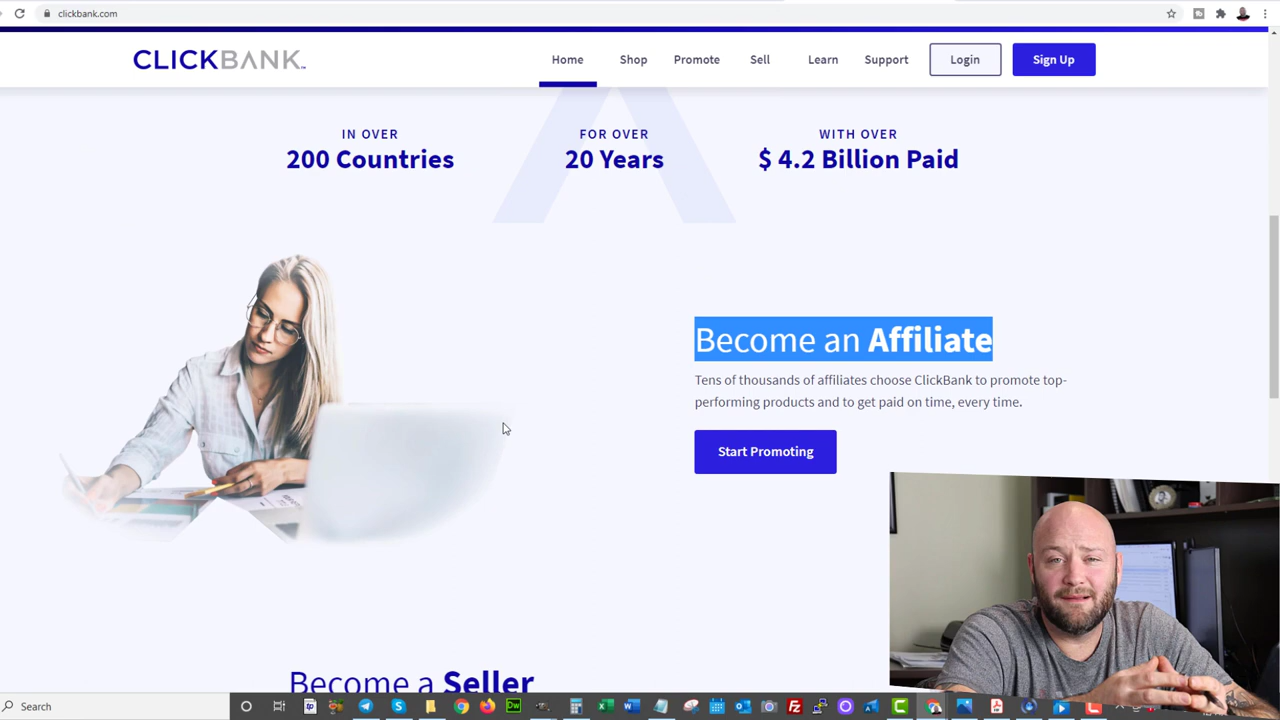 clickbank.com
CLICKBANK
Home Shop Promote Sell Learn Support Login Sign Up
IN OVER FOR OVER WITH OVER
200 Countries 20 Years $ 4.2 Billion Paid
Become an Affiliate
Tens of thousands of affiliates choose ClickBank to promote top-
performing products and to get paid on time, every time.
Start Promoting
Become a Seller
Search